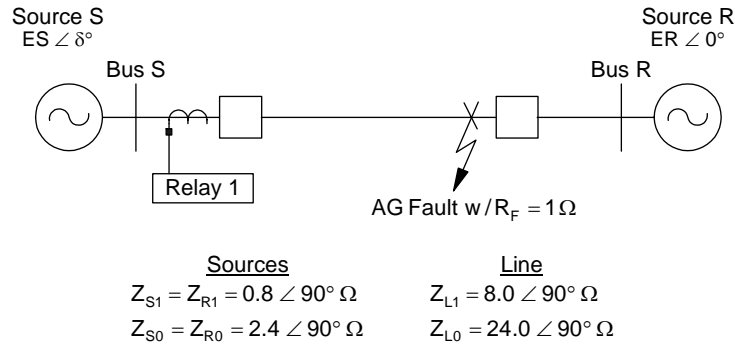 Source S
ES ∠ δ°
Source R
ER ∠ 0°
Bus S
Bus R
Relay 1
AG Fault w/R_F = 1 Ω
Sources
Line
Z_S1 = Z_R1 = 0.8 ∠ 90° Ω
Z_L1 = 8.0 ∠ 90° Ω
Z_S0 = Z_R0 = 2.4 ∠ 90° Ω
Z_L0 = 24.0 ∠ 90° Ω